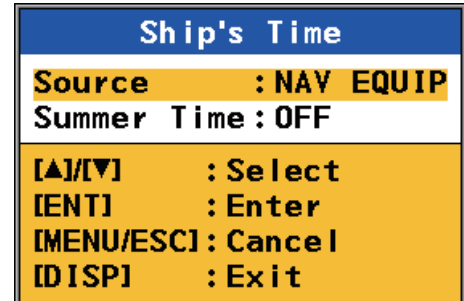 Ship's Time
Source :NAV EQUIP
Summer Time:OFF
[▲]/[▼] :Select
[ENT] :Enter
[MENU/ESC]:Cancel
[DISP] :Exit